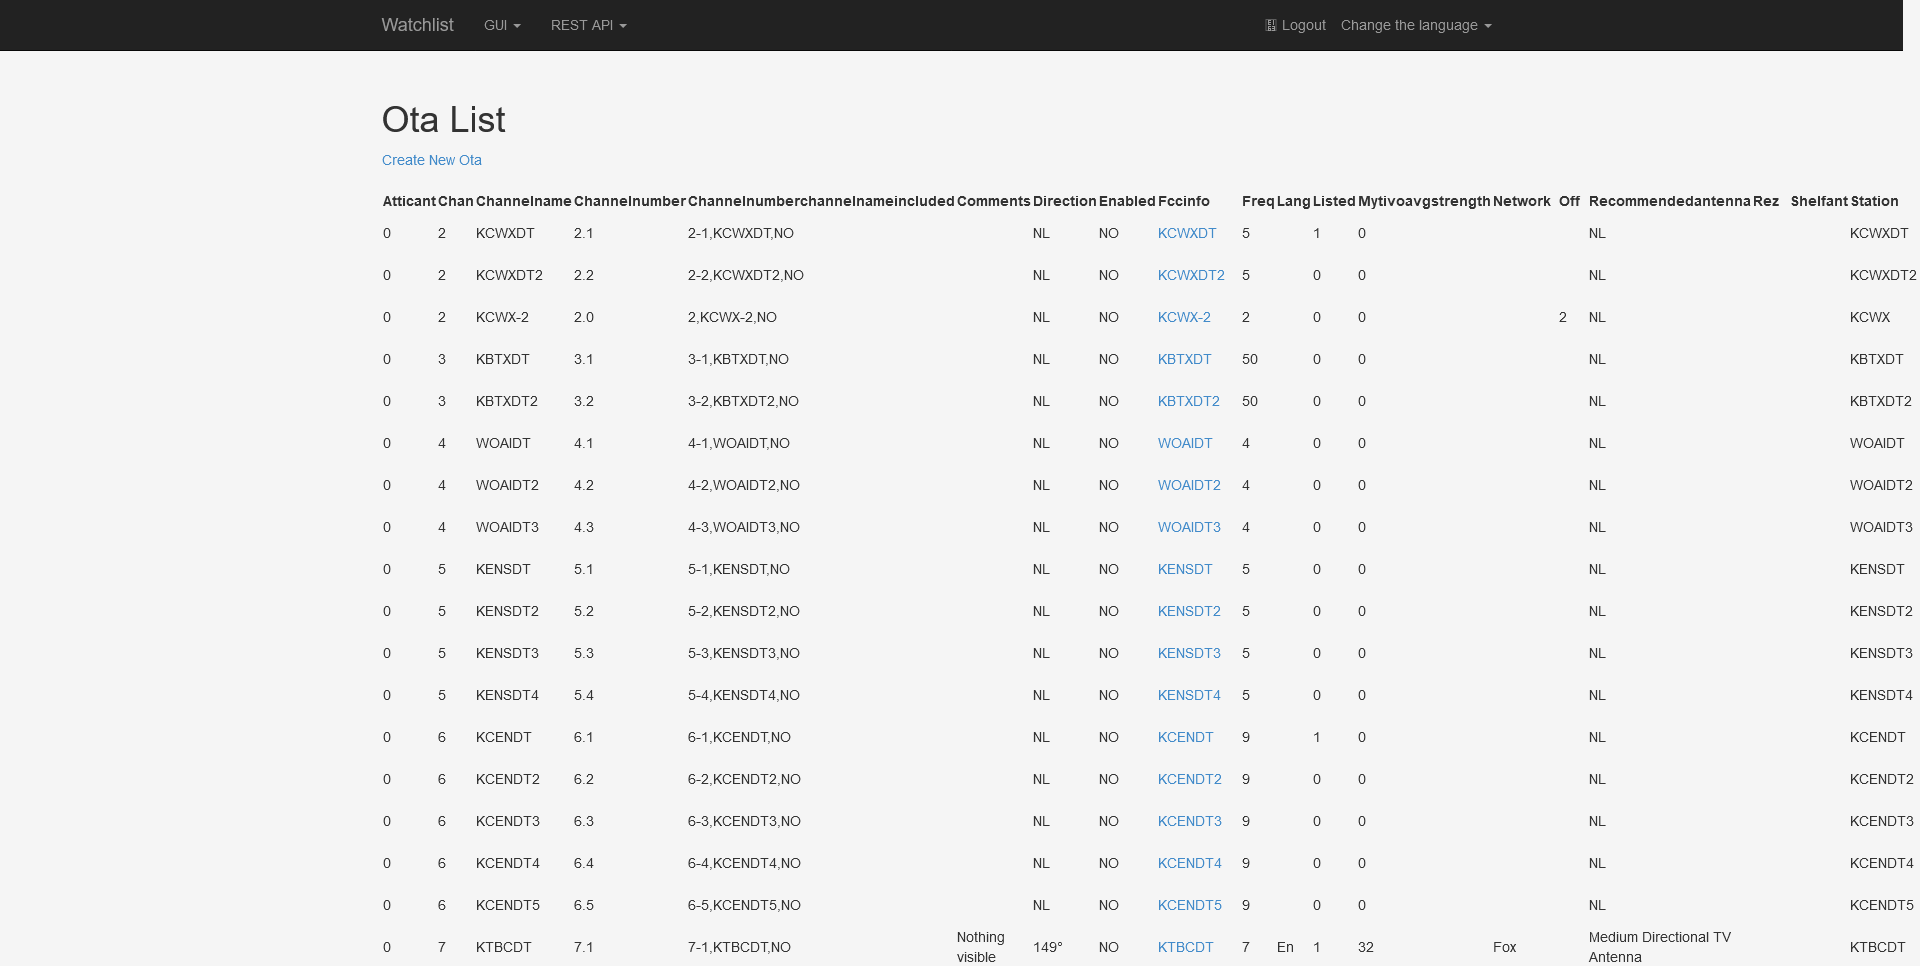 Watchlist GUI REST API Logout Change the language
Ota List
Create New Ota
Atticant Chan Channelname Channelnumber Channelnumberchannelnameincluded Comments Direction Enabled Fccinfo Freq Lang Listed Mytivoavgstrength Network Off Recommendedantenna Rez Shelfant Station
0 2 KCWXDT 2.1 2-1,KCWXDT,NO NL NO KCWXDT 5 1 0 NL KCWXDT
0 2 KCWXDT2 2.2 2-2,KCWXDT2,NO NL NO KCWXDT2 5 0 0 NL KCWXDT2
0 2 KCWX-2 2.0 2,KCWX-2,NO NL NO KCWX-2 2 0 0 2 NL KCWX
0 3 KBTXDT 3.1 3-1,KBTXDT,NO NL NO KBTXDT 50 0 0 NL KBTXDT
0 3 KBTXDT2 3.2 3-2,KBTXDT2,NO NL NO KBTXDT2 50 0 0 NL KBTXDT2
0 4 WOAIDT 4.1 4-1,WOAIDT,NO NL NO WOAIDT 4 0 0 NL WOAIDT
0 4 WOAIDT2 4.2 4-2,WOAIDT2,NO NL NO WOAIDT2 4 0 0 NL WOAIDT2
0 4 WOAIDT3 4.3 4-3,WOAIDT3,NO NL NO WOAIDT3 4 0 0 NL WOAIDT3
0 5 KENSDT 5.1 5-1,KENSDT,NO NL NO KENSDT 5 0 0 NL KENSDT
0 5 KENSDT2 5.2 5-2,KENSDT2,NO NL NO KENSDT2 5 0 0 NL KENSDT2
0 5 KENSDT3 5.3 5-3,KENSDT3,NO NL NO KENSDT3 5 0 0 NL KENSDT3
0 5 KENSDT4 5.4 5-4,KENSDT4,NO NL NO KENSDT4 5 0 0 NL KENSDT4
0 6 KCENDT 6.1 6-1,KCENDT,NO NL NO KCENDT 9 1 0 NL KCENDT
0 6 KCENDT2 6.2 6-2,KCENDT2,NO NL NO KCENDT2 9 0 0 NL KCENDT2
0 6 KCENDT3 6.3 6-3,KCENDT3,NO NL NO KCENDT3 9 0 0 NL KCENDT3
0 6 KCENDT4 6.4 6-4,KCENDT4,NO NL NO KCENDT4 9 0 0 NL KCENDT4
0 6 KCENDT5 6.5 6-5,KCENDT5,NO NL NO KCENDT5 9 0 0 NL KCENDT5
Nothing Medium Directional TV
0 7 KTBCDT 7.1 7-1,KTBCDT,NO 149° NO KTBCDT 7 En 1 32 Fox KTBCDT
visible Antenna